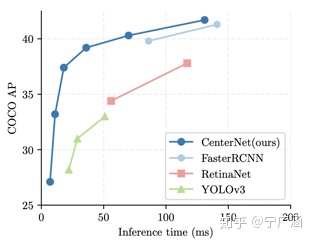 40
35
30
25
COCO AP
0
50
100
150
200
Inference time (ms)
CenterNet(ours)
FasterRCNN
RetinaNet
YOLOv3
知乎 @宁广涵